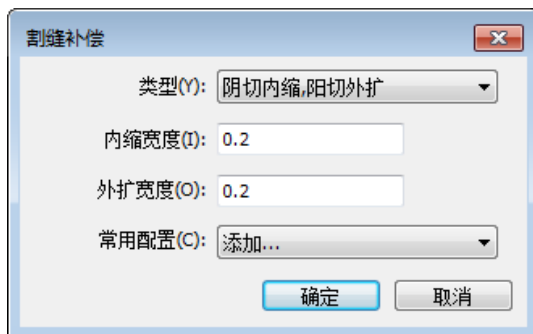 割缝补偿
类型(Y): 阴切内缩,阳切外扩
内缩宽度(I): 0.2
外扩宽度(O): 0.2
常用配置(C): 添加...
确定 取消